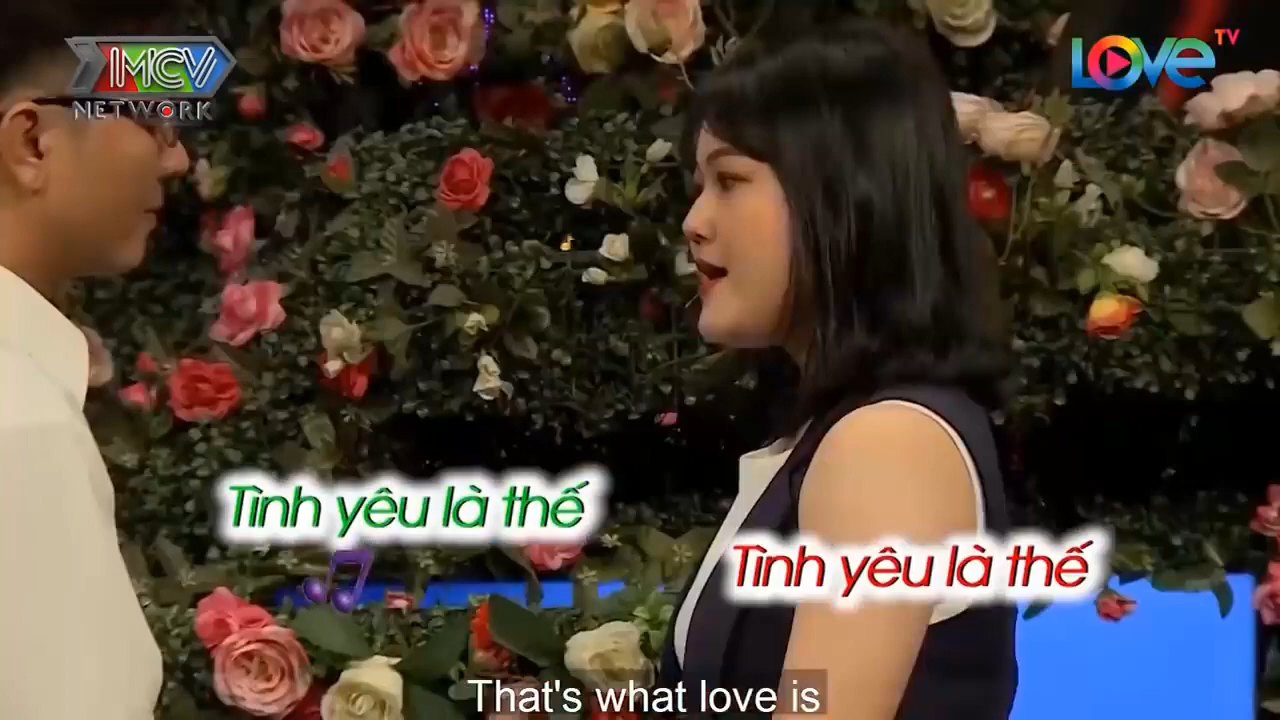 MCV
NETWORK
LOVE TV
Tình yêu là thế
Tình yêu là thế
That's what love is